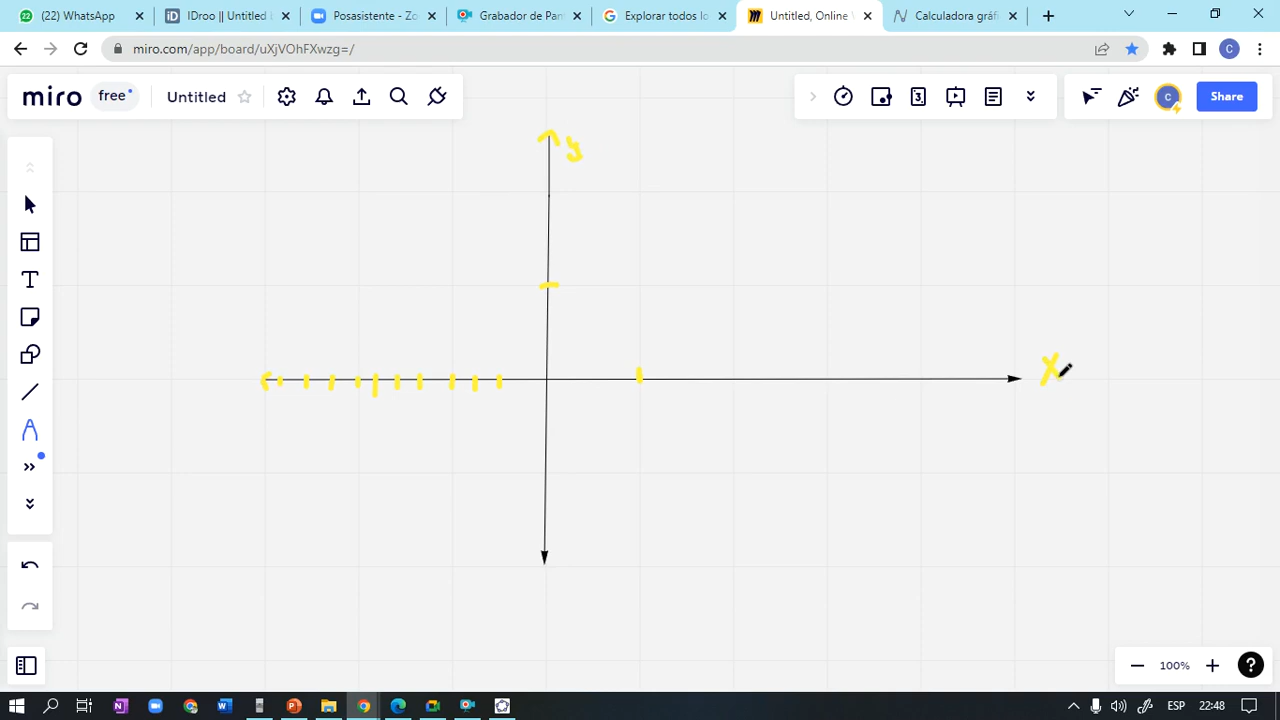 (22) WhatsApp
IDroo || Untitled b
Posasistente - Zo
Grabador de Pan
Explorar todos lo
Untitled, Online W
Calculadora gráfi
miro.com/app/board/uXjVOhFXwzg=/
C
miro free Untitled
3
C
Share
y
x
T
100%
?
ESP 22:48